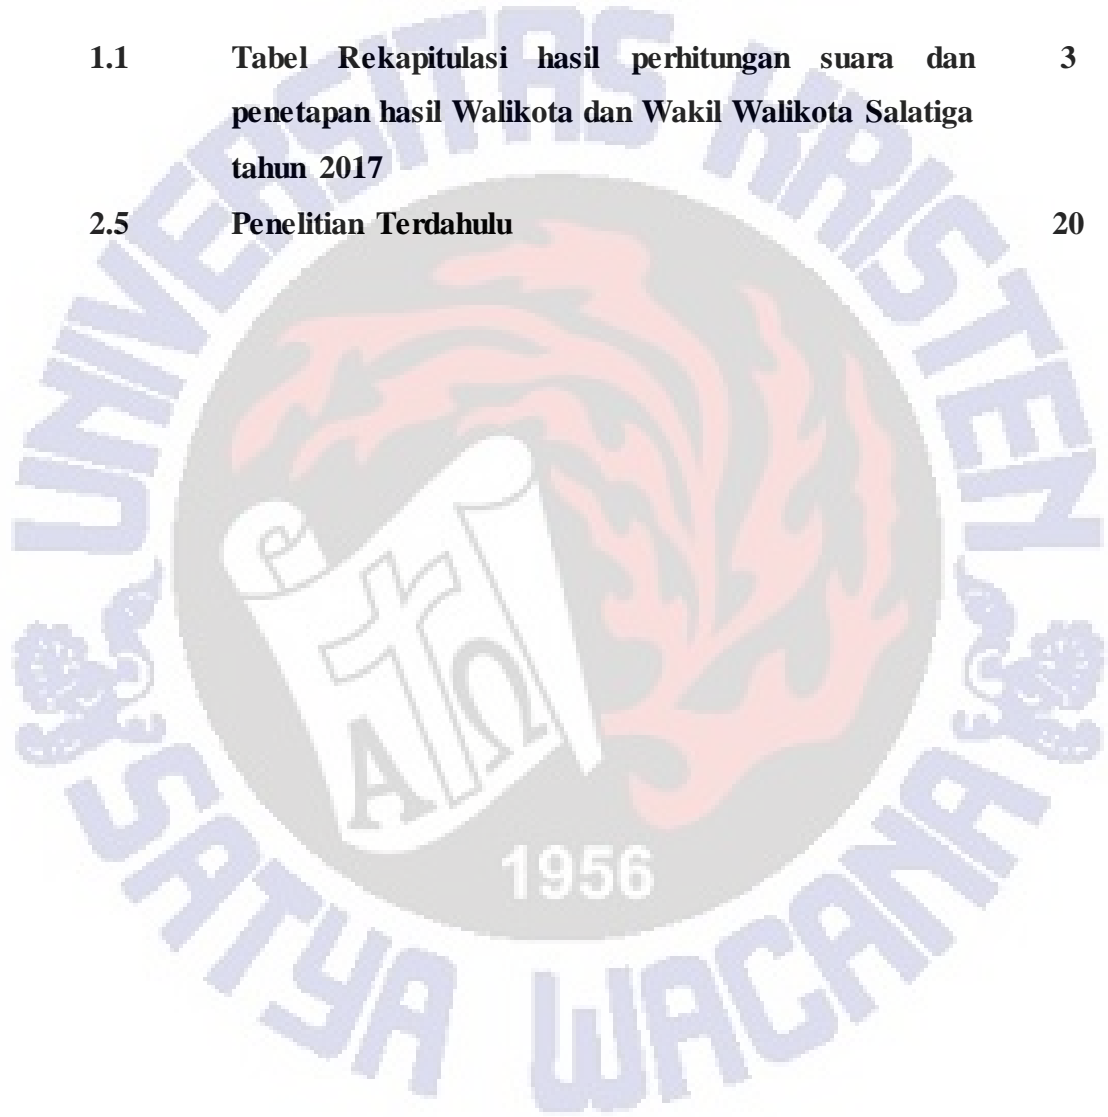 1.1 Tabel Rekapitulasi hasil perhitungan suara dan 3
penetapan hasil Walikota dan Wakil Walikota Salatiga
tahun 2017
2.5 Penelitian Terdahulu 20
UNIVERSITAS KRISTEN
Α Ω
1956
SATYA WACANA